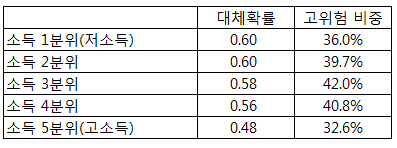 대체확률 고위험 비중
소득 1분위(저소득) 0.60 36.0%
소득 2분위 0.60 39.7%
소득 3분위 0.58 42.0%
소득 4분위 0.56 40.8%
소득 5분위(고소득) 0.48 32.6%